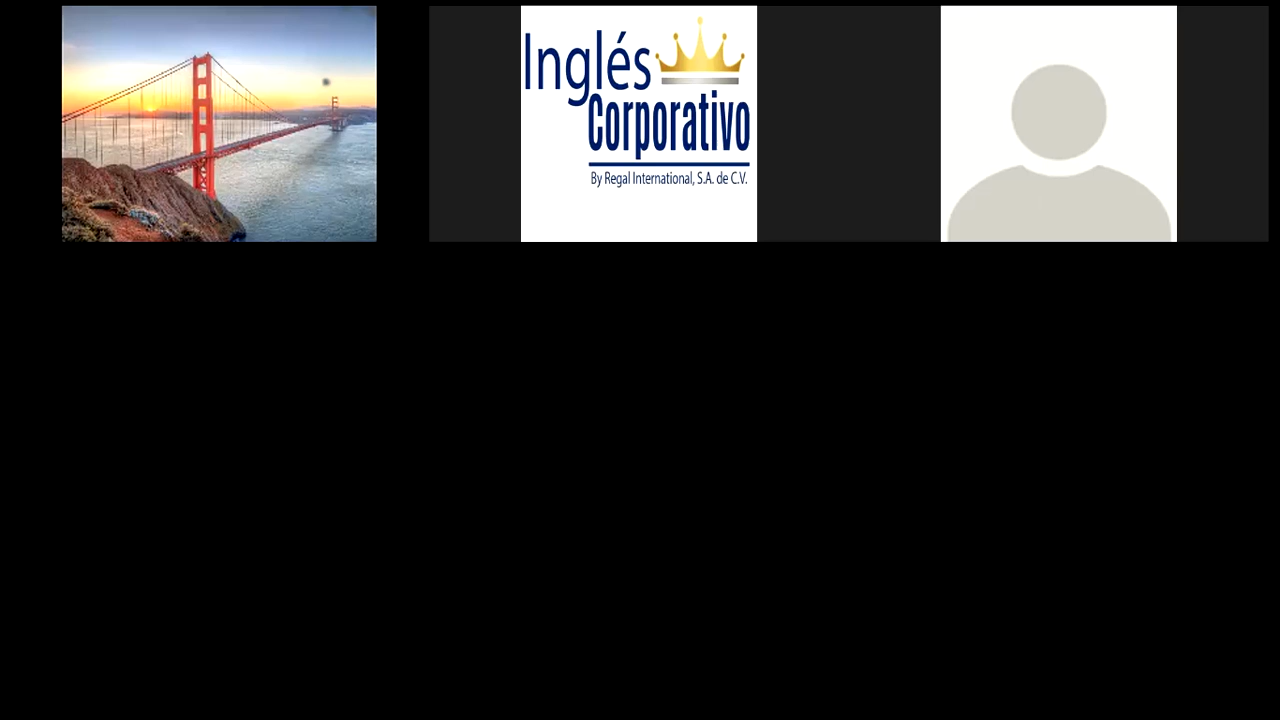 Inglés
Corporativo
By Regal International, S.A. de C.V.